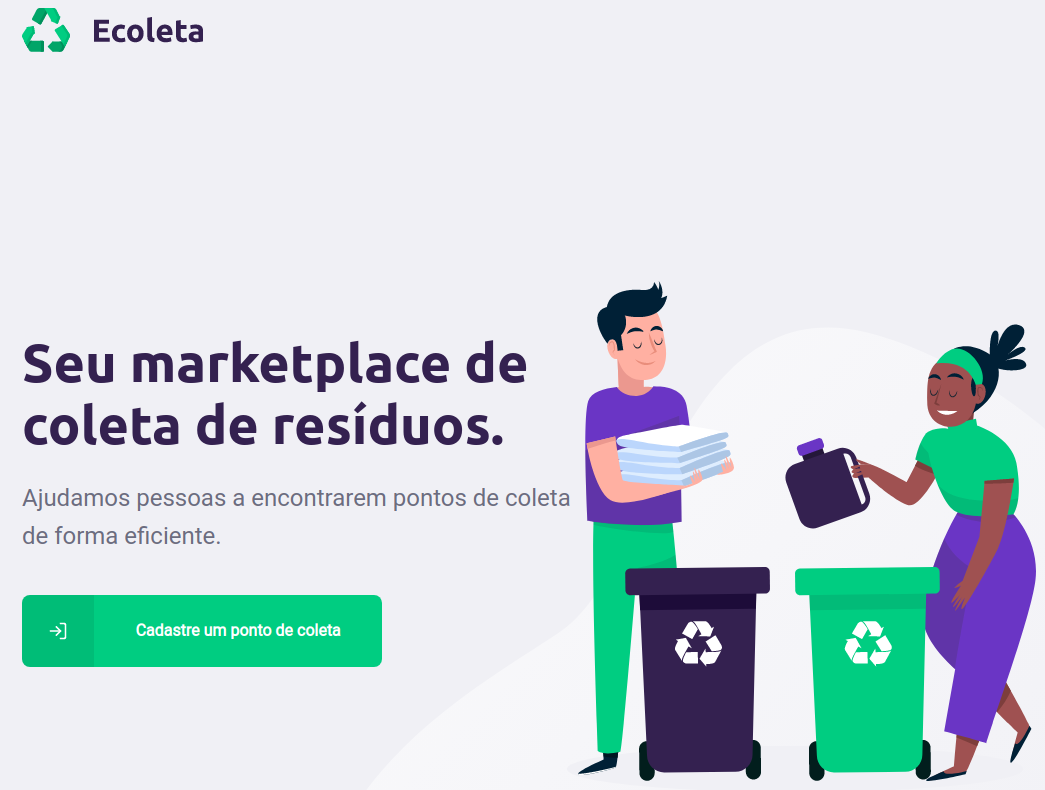 Ecoleta
Seu marketplace de
coleta de resíduos.
Ajudamos pessoas a encontrarem pontos de coleta
de forma eficiente.
Cadastre um ponto de coleta